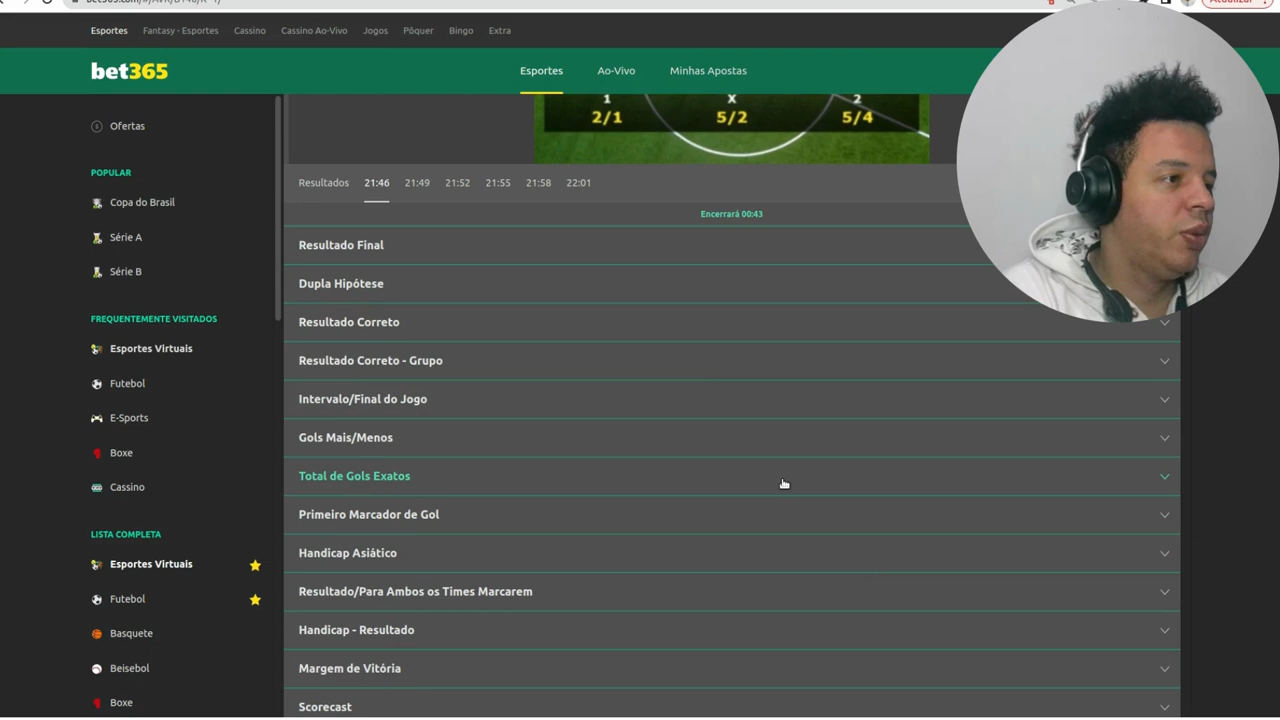 Atualizar
Esportes Fantasy - Esportes Cassino Cassino Ao-Vivo Jogos Pôquer Bingo Extra
bet365 Esportes Ao-Vivo Minhas Apostas
1 X 2
2/1 5/2 5/4
Ofertas
POPULAR
Copa do Brasil
Série A
Série B
FREQUENTEMENTE VISITADOS
Esportes Virtuais
Futebol
E-Sports
Boxe
Cassino
LISTA COMPLETA
Esportes Virtuais
Futebol
Basquete
Beisebol
Boxe
Resultados 21:46 21:49 21:52 21:55 21:58 22:01
Encerrará 00:43
Resultado Final
Dupla Hipótese
Resultado Correto
Resultado Correto - Grupo
Intervalo/Final do Jogo
Gols Mais/Menos
Total de Gols Exatos
Primeiro Marcador de Gol
Handicap Asiático
Resultado/Para Ambos os Times Marcarem
Handicap - Resultado
Margem de Vitória
Scorecast